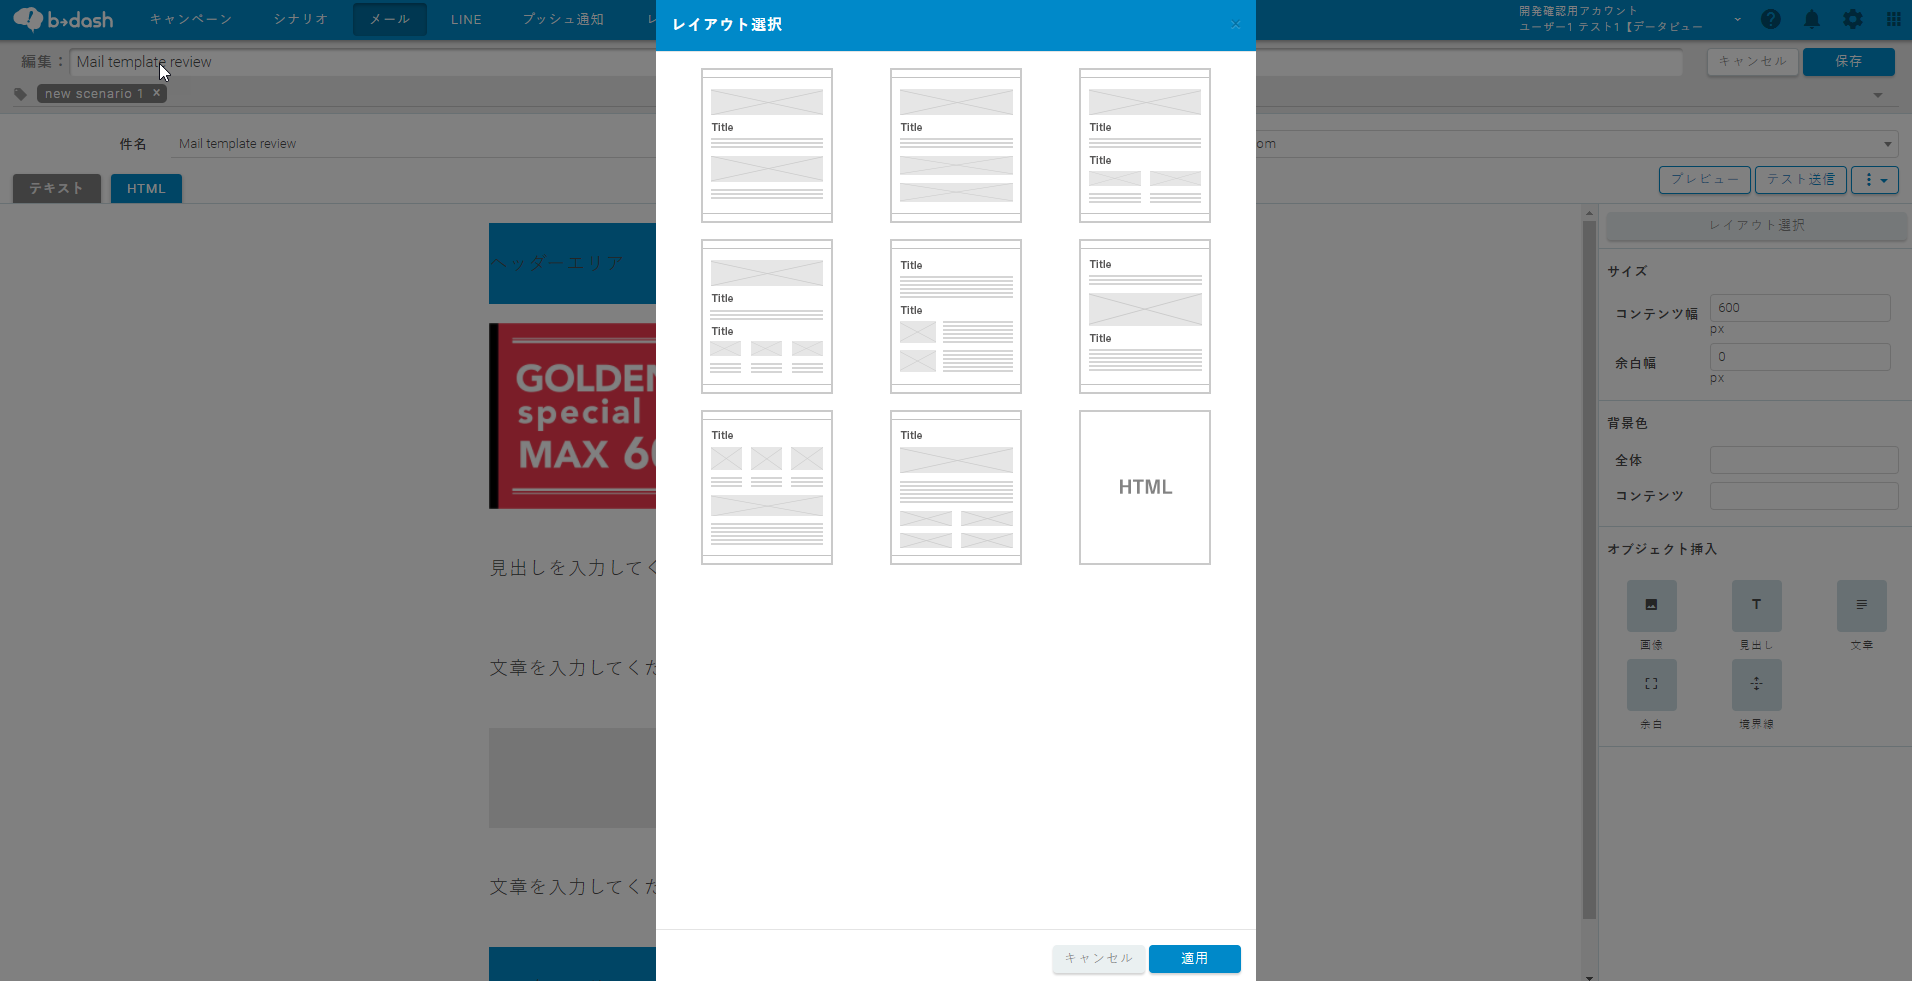 b→dash
キャンペーン
シナリオ
メール
LINE
プッシュ通知
開発確認用アカウント
ユーザー1 テスト1【データビュー
編集：
Mail template review
キャンセル
保存
new scenario 1 ×
件名
Mail template review
om
テキスト
HTML
プレビュー
テスト送信
レイアウト選択
×
Title
Title
Title
Title
Title
Title
Title
Title
Title
Title
Title
Title
HTML
キャンセル
適用
ヘッダーエリア
GOLDEN
special
MAX 60
見出しを入力してく
文章を入力してくだ
文章を入力してくだ
レイアウト選択
サイズ
コンテンツ幅
600
px
余白幅
0
px
背景色
全体
コンテンツ
オブジェクト挿入
T
画像
見出し
文章
余白
境界線